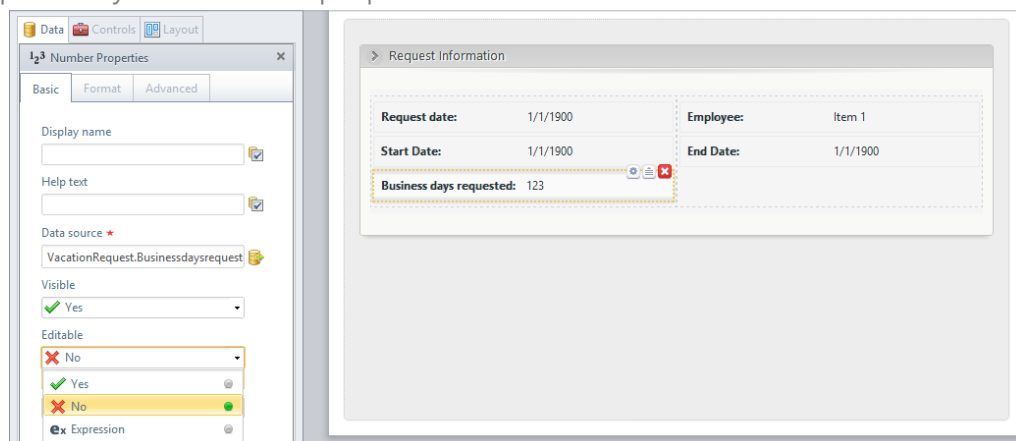 Data Controls Layout
Number Properties
Basic Format Advanced
Display name
Help text
Data source ★
VacationRequest.Businessdaysrequest
Visible
Yes
Editable
No
Yes
No
ex Expression
Request Information
Request date: 1/1/1900 Employee: Item 1
Start Date: 1/1/1900 End Date: 1/1/1900
Business days requested: 123